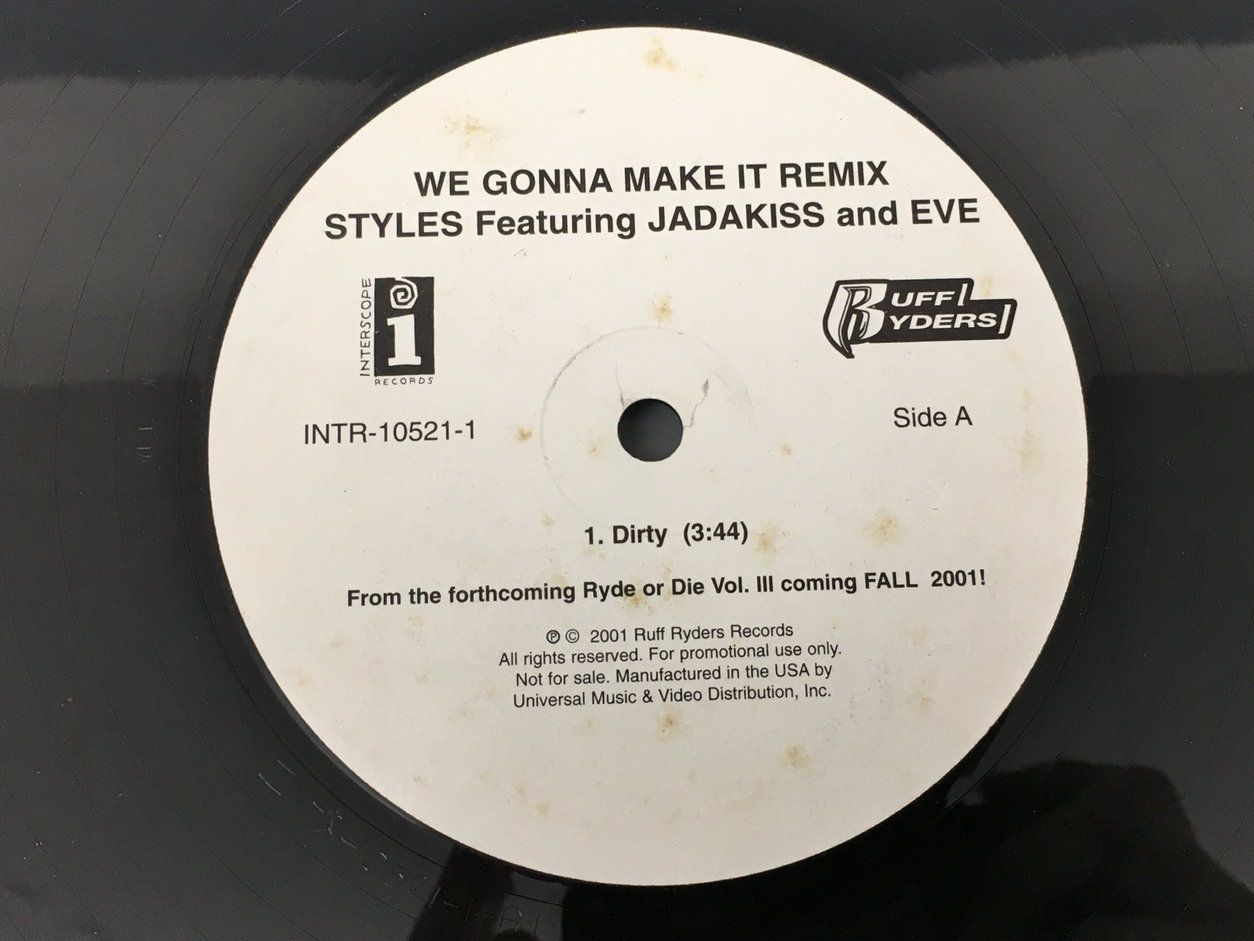 WE GONNA MAKE IT REMIX
STYLES Featuring JADAKISS and EVE
INTERSCOPE
i
RECORDS
RUFF
RYDERS
INTR-10521-1
Side A
1. Dirty (3:44)
From the forthcoming Ryde or Die Vol. III coming FALL 2001!
℗ © 2001 Ruff Ryders Records
All rights reserved. For promotional use only.
Not for sale. Manufactured in the USA by
Universal Music & Video Distribution, Inc.